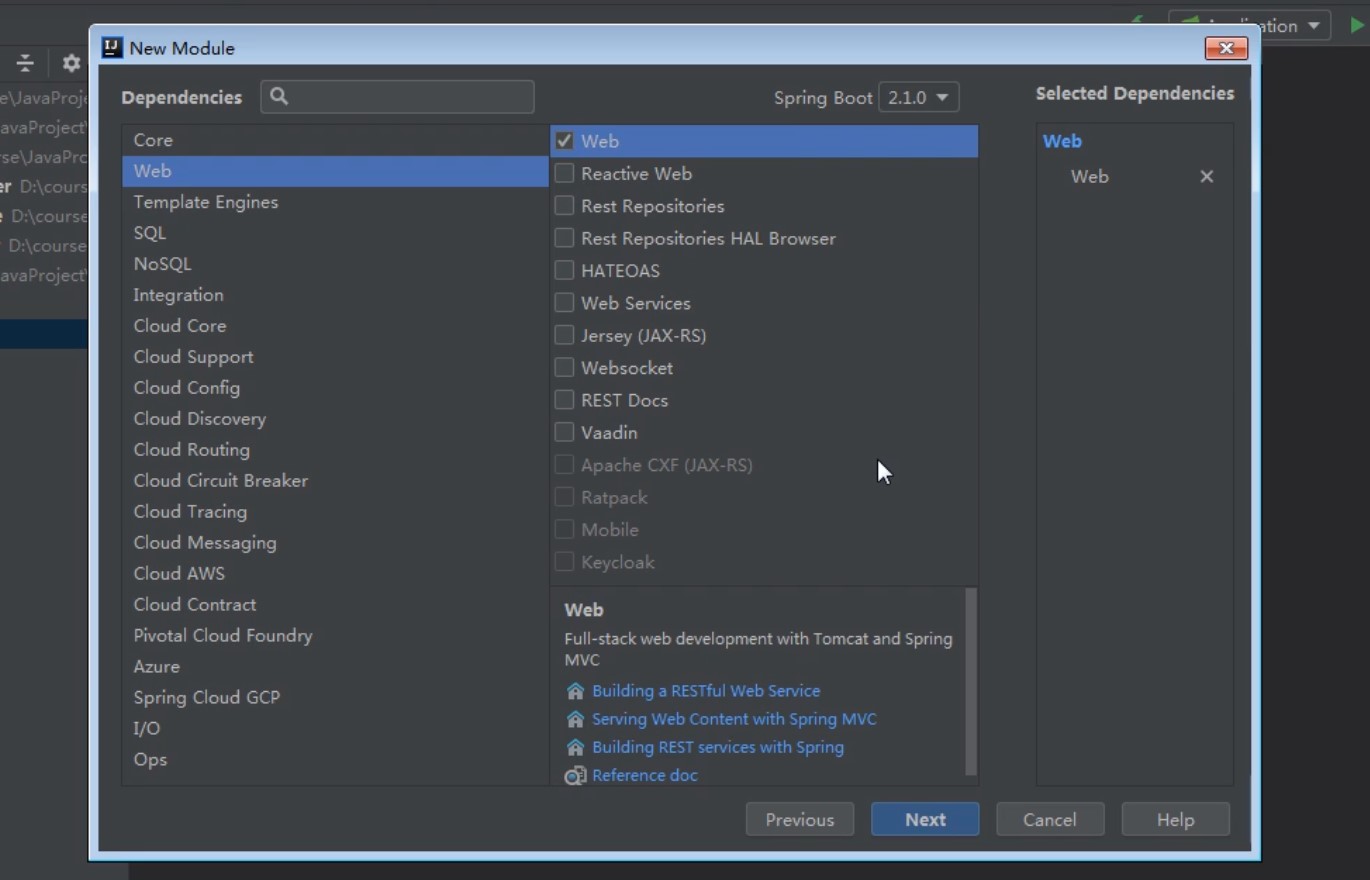 New Module
Dependencies
Spring Boot 2.1.0
Selected Dependencies
Core
Web
Template Engines
SQL
NoSQL
Integration
Cloud Core
Cloud Support
Cloud Config
Cloud Discovery
Cloud Routing
Cloud Circuit Breaker
Cloud Tracing
Cloud Messaging
Cloud AWS
Cloud Contract
Pivotal Cloud Foundry
Azure
Spring Cloud GCP
I/O
Ops
Web
Reactive Web
Rest Repositories
Rest Repositories HAL Browser
HATEOAS
Web Services
Jersey (JAX-RS)
Websocket
REST Docs
Vaadin
Apache CXF (JAX-RS)
Ratpack
Mobile
Keycloak
Web
Full-stack web development with Tomcat and Spring
MVC
Building a RESTful Web Service
Serving Web Content with Spring MVC
Building REST services with Spring
Reference doc
Web
Web
Previous
Next
Cancel
Help
e\JavaProje
avaProject\
se\JavaPro
er D:\cours
e D:\course
D:\course
avaProject\